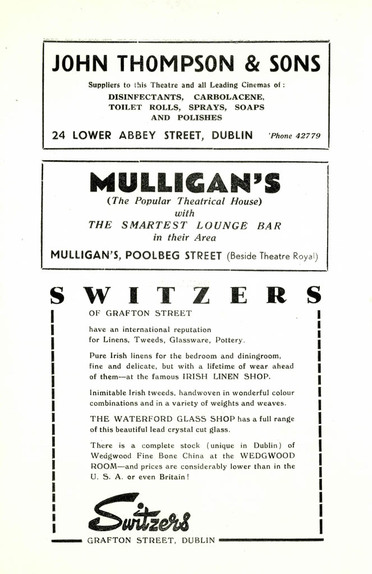 JOHN THOMPSON & SONS
Suppliers to this Theatre and all Leading Cinemas of :
DISINFECTANTS, CARBOLACENE,
TOILET ROLLS, SPRAYS, SOAPS
AND POLISHES
24 LOWER ABBEY STREET, DUBLIN 'Phone 42779
MULLIGAN'S
(The Popular Theatrical House)
with
THE SMARTEST LOUNGE BAR
in their Area
MULLIGAN'S, POOLBEG STREET (Beside Theatre Royal)
SWITZERS
OF GRAFTON STREET
have an international reputation
for Linens, Tweeds, Glassware, Pottery.
Pure Irish linens for the bedroom and diningroom,
fine and delicate, but with a lifetime of wear ahead
of them—at the famous IRISH LINEN SHOP.
Inimitable Irish tweeds, handwoven in wonderful colour
combinations and in a variety of weights and weaves.
THE WATERFORD GLASS SHOP has a full range
of this beautiful lead crystal cut glass.
There is a complete stock (unique in Dublin) of
Wedgwood Fine Bone China at the WEDGWOOD
ROOM—and prices are considerably lower than in the
U. S. A. or even Britain !
Switzers
GRAFTON STREET, DUBLIN